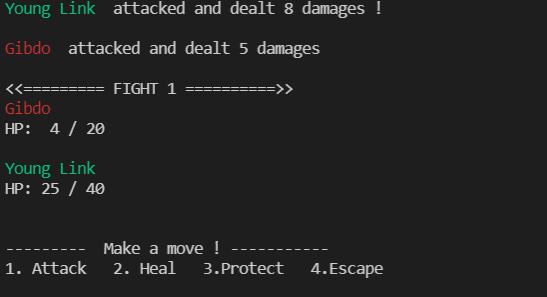 Young Link  attacked and dealt 8 damages !
Gibdo  attacked and dealt 5 damages
<<========= FIGHT 1 ==========>>
Gibdo
HP:  4 / 20
Young Link
HP: 25 / 40
---------  Make a move ! -----------
1. Attack   2. Heal   3.Protect   4.Escape